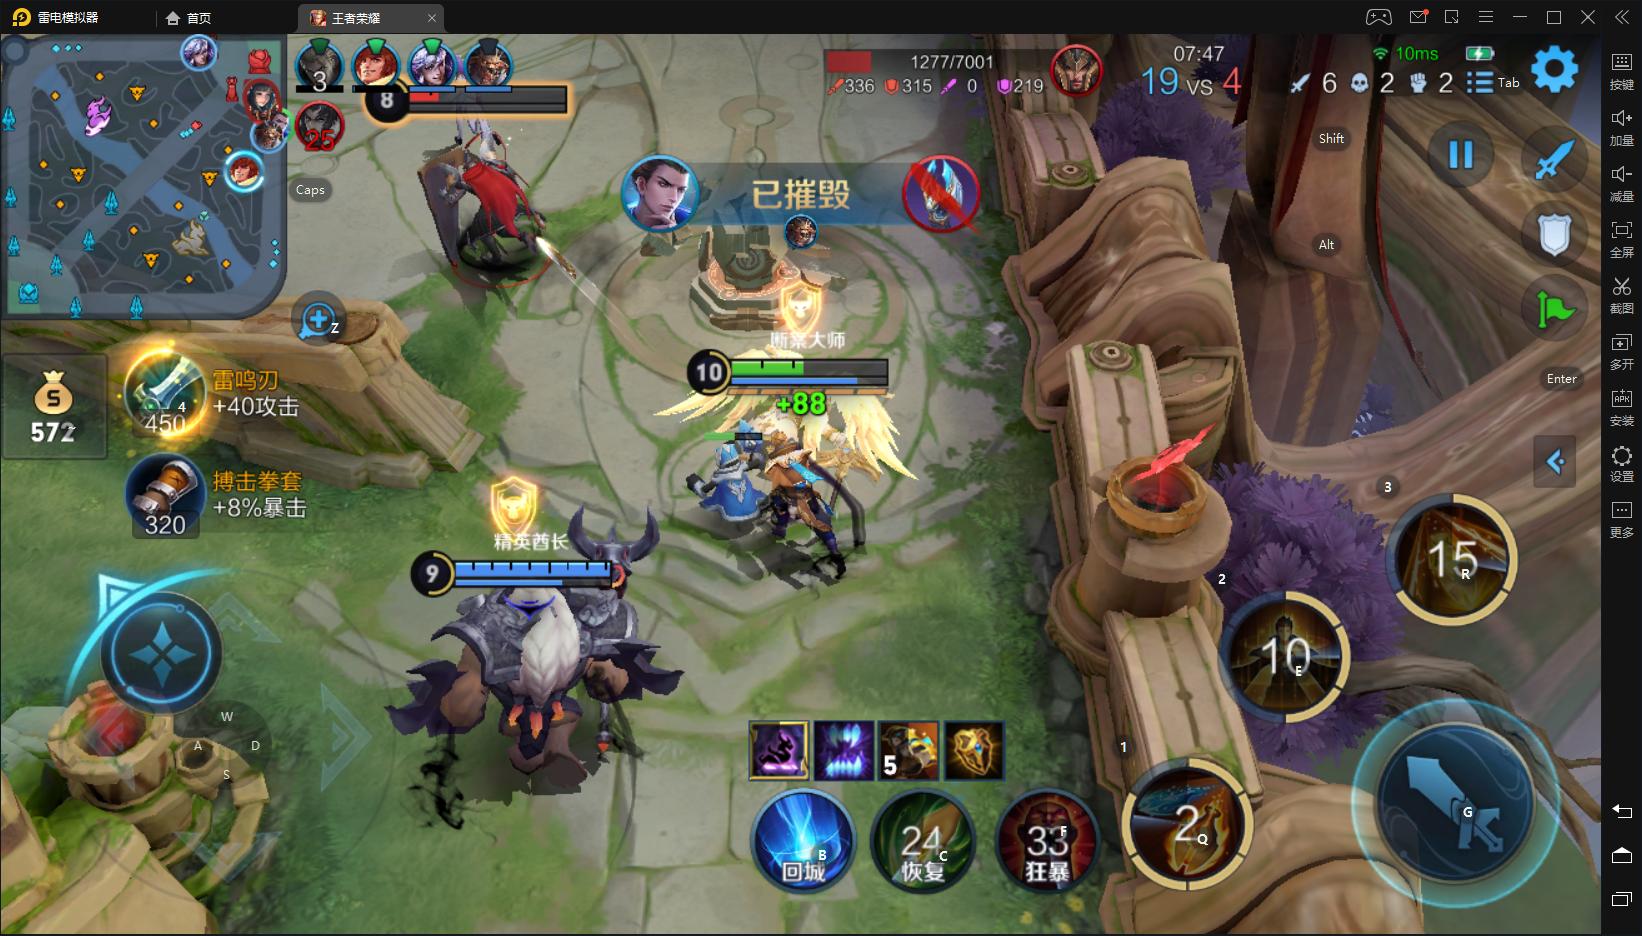 雷电模拟器
首页
王者荣耀
3
8
25
1277/7001
336 315 0 219
07:47
19 VS 4
10ms
6 2 2 Tab
按键
加量
减量
全屏
截图
多开
安装
设置
更多
Caps
Shift
Alt
Enter
已摧毁
Z
断案大师
10
+88
572
雷鸣刃
+40攻击
4
450
搏击拳套
+8%暴击
320
精英酋长
9
3
15
R
2
10
E
1
2
Q
W
A
D
S
5
B
回城
24
C
恢复
33
F
狂暴
G
APK